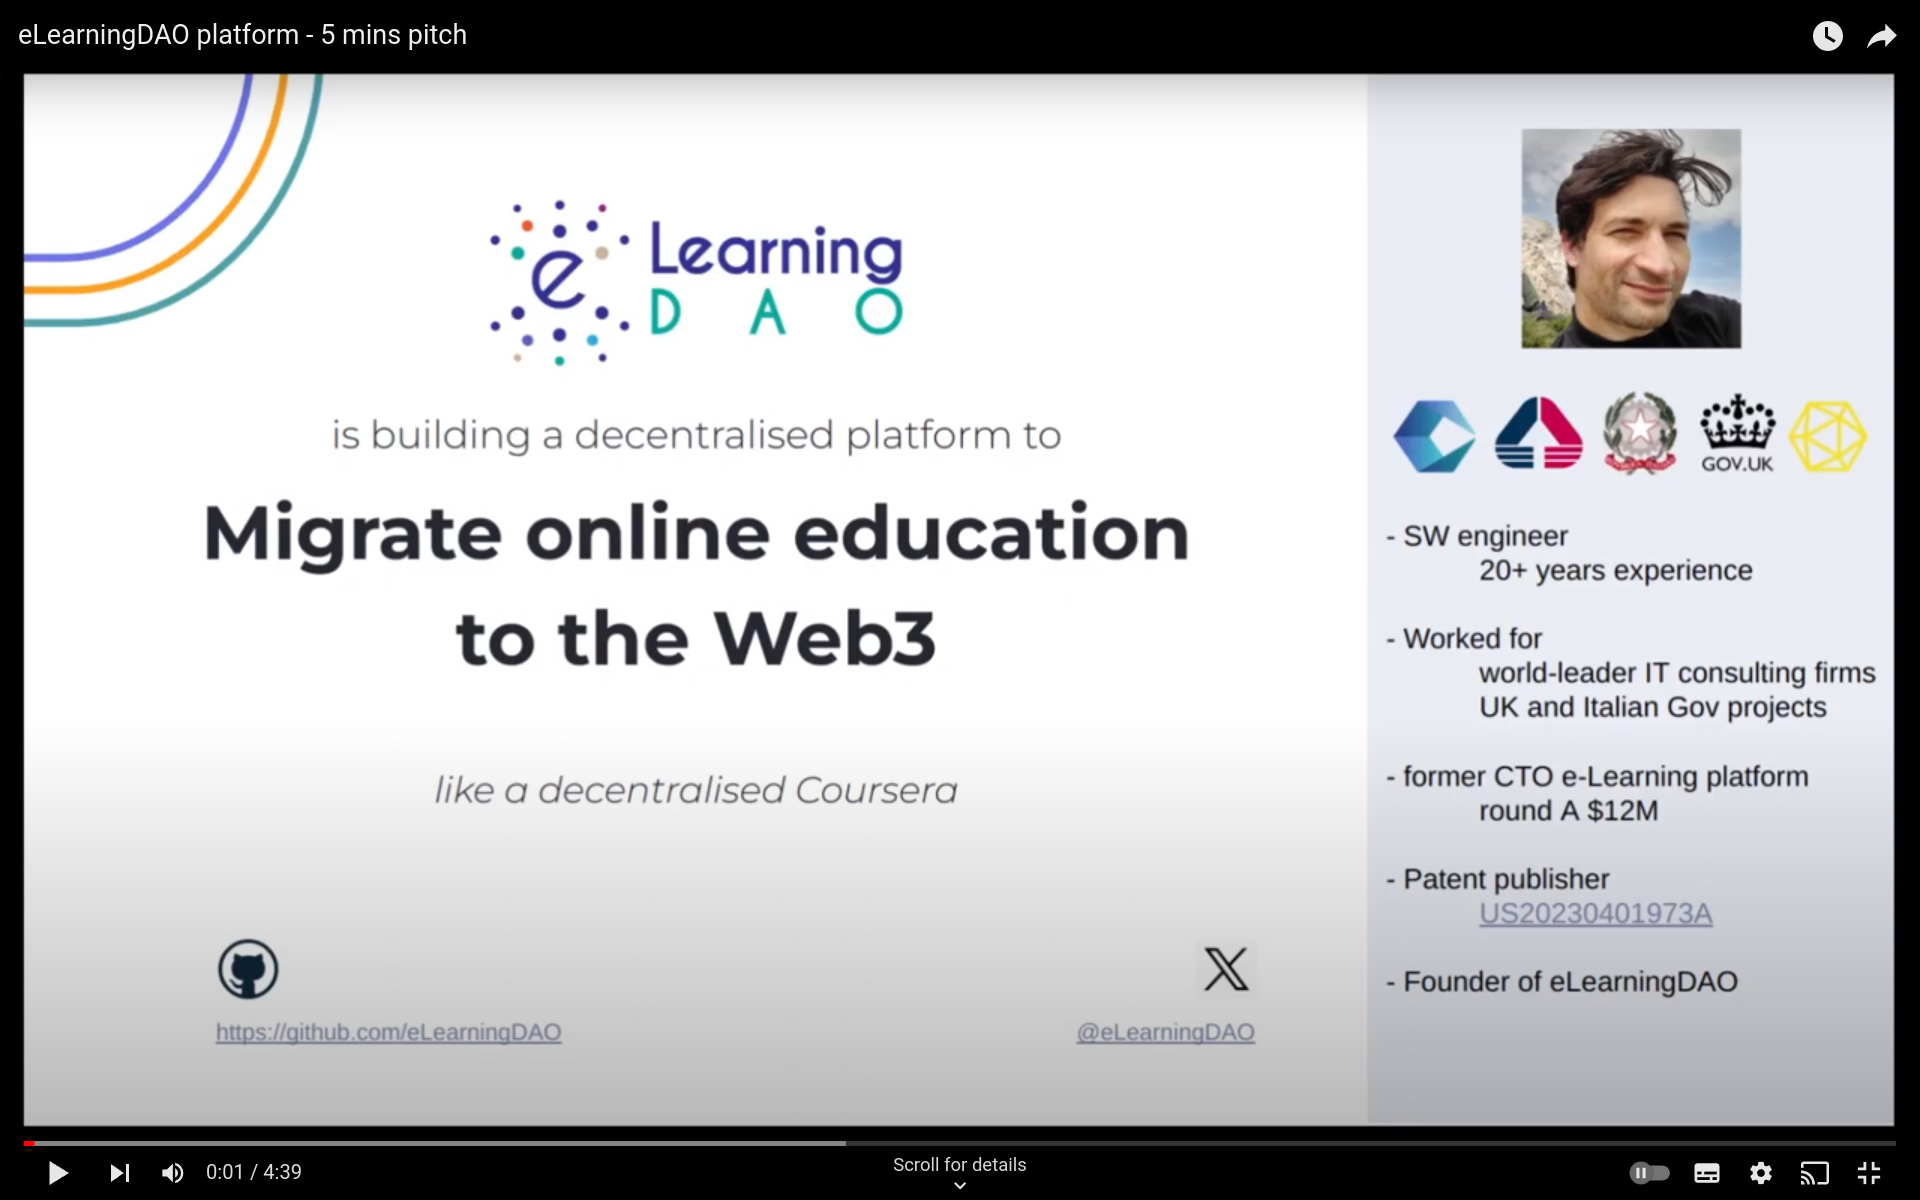 eLearningDAO platform - 5 mins pitch
e Learning
DAO
is building a decentralised platform to
Migrate online education
to the Web3
like a decentralised Coursera
https://github.com/eLearningDAO
@eLearningDAO
GOV.UK
- SW engineer
20+ years experience
- Worked for
world-leader IT consulting firms
UK and Italian Gov projects
- former CTO e-Learning platform
round A $12M
- Patent publisher
US20230401973A
- Founder of eLearningDAO
0:01 / 4:39
Scroll for details